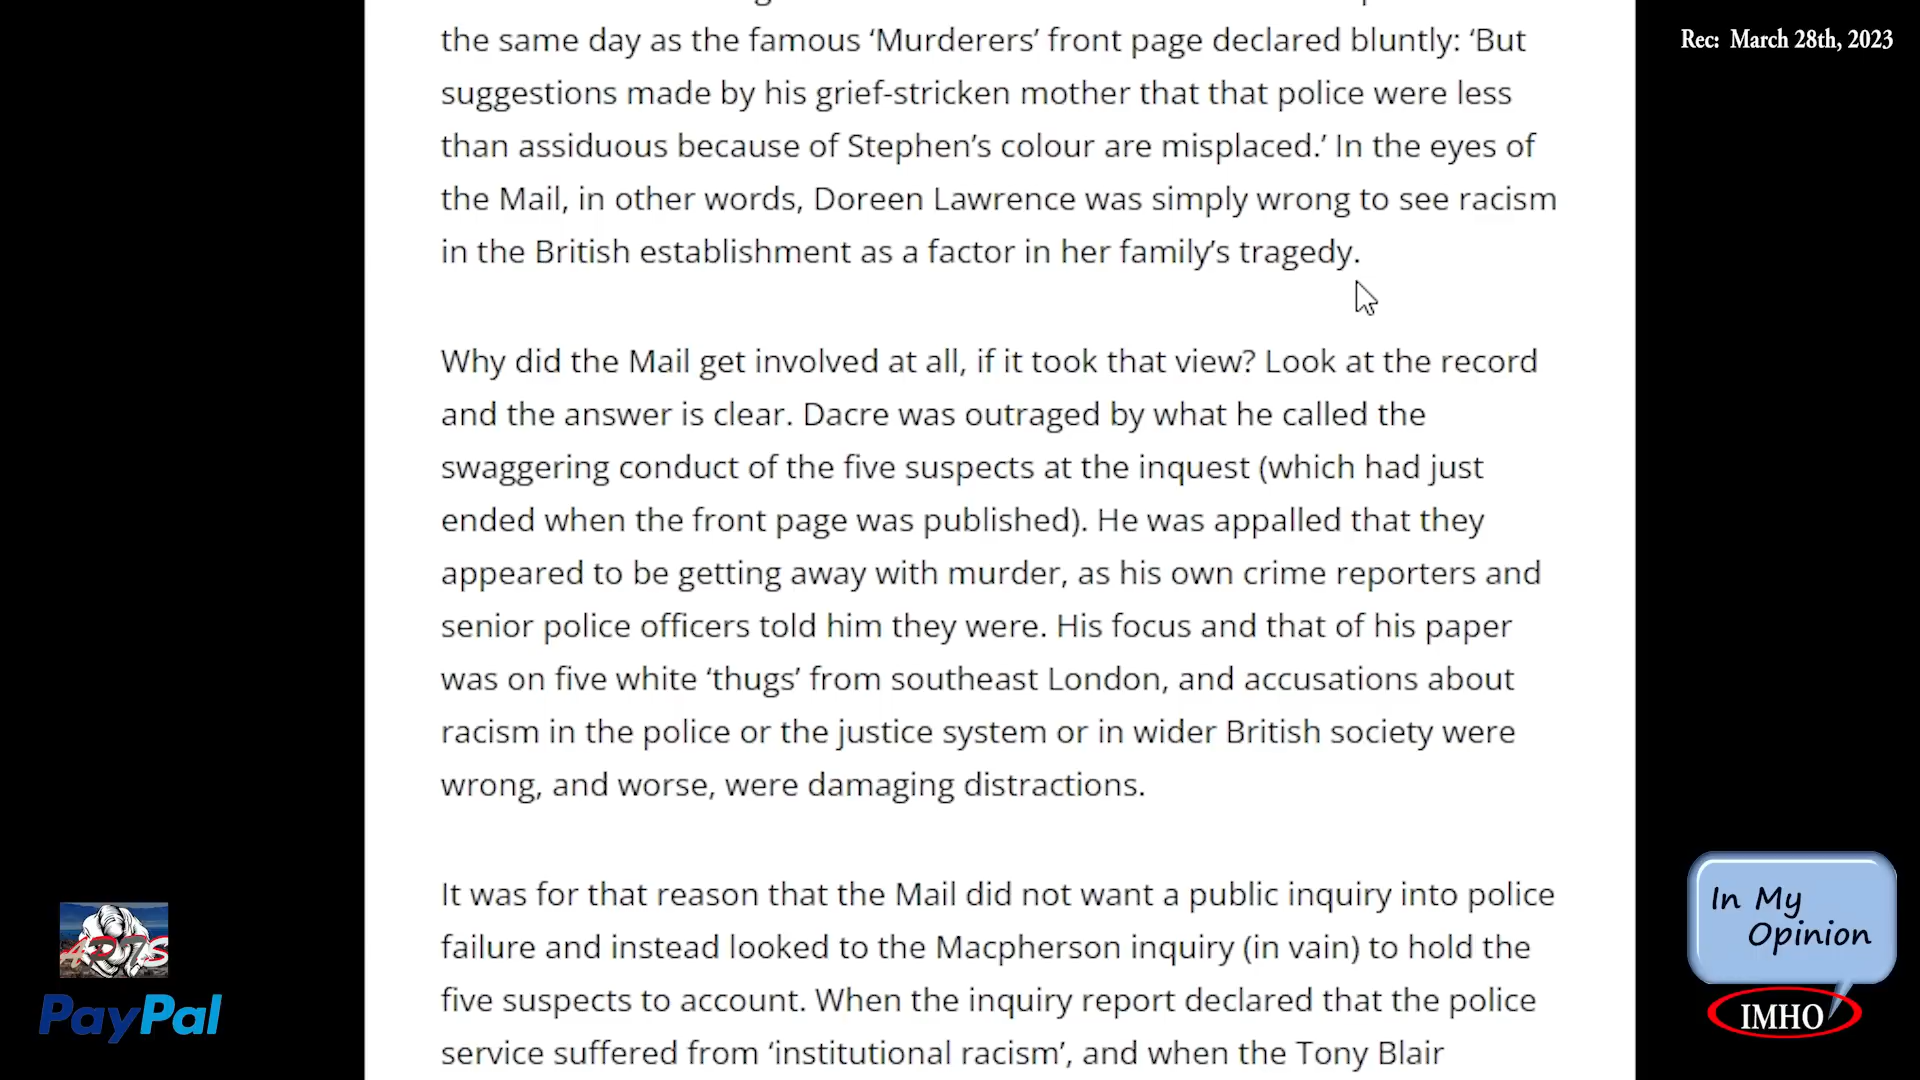 the same day as the famous ‘Murderers’ front page declared bluntly: ‘But
suggestions made by his grief-stricken mother that that police were less
than assiduous because of Stephen’s colour are misplaced.’ In the eyes of
the Mail, in other words, Doreen Lawrence was simply wrong to see racism
in the British establishment as a factor in her family’s tragedy.
Why did the Mail get involved at all, if it took that view? Look at the record
and the answer is clear. Dacre was outraged by what he called the
swaggering conduct of the five suspects at the inquest (which had just
ended when the front page was published). He was appalled that they
appeared to be getting away with murder, as his own crime reporters and
senior police officers told him they were. His focus and that of his paper
was on five white ‘thugs’ from southeast London, and accusations about
racism in the police or the justice system or in wider British society were
wrong, and worse, were damaging distractions.
It was for that reason that the Mail did not want a public inquiry into police
failure and instead looked to the Macpherson inquiry (in vain) to hold the
five suspects to account. When the inquiry report declared that the police
service suffered from ‘institutional racism’, and when the Tony Blair
Rec: March 28th, 2023
PayPal
In My
Opinion
IMHO